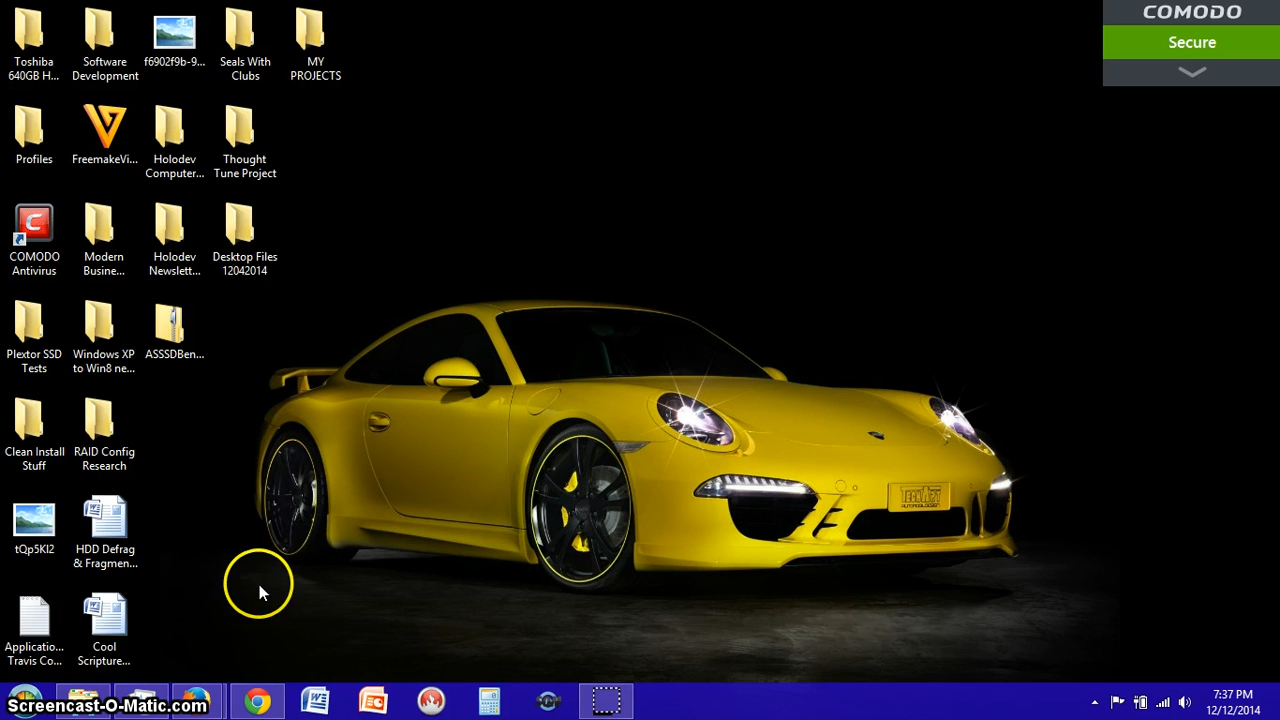 Toshiba
640GB H...
Software
Development
f6902f9b-9...
Seals With
Clubs
MY
PROJECTS
COMODO
Secure
Profiles
FreemakeVi...
Holodev
Computer...
Thought
Tune Project
COMODO
Antivirus
Modern
Busine...
Holodev
Newslett...
Desktop Files
12042014
Plextor SSD
Tests
Windows XP
to Win8 ne...
ASSSDBen...
Clean Install
Stuff
RAID Config
Research
TECHART
AUTOMOBILDESIGN
tQp5KI2
HDD Defrag
& Fragmen...
Applicatio...
Travis Co...
Cool
Scripture...
Screencast-O-Matic.com
7:37 PM
12/12/2014